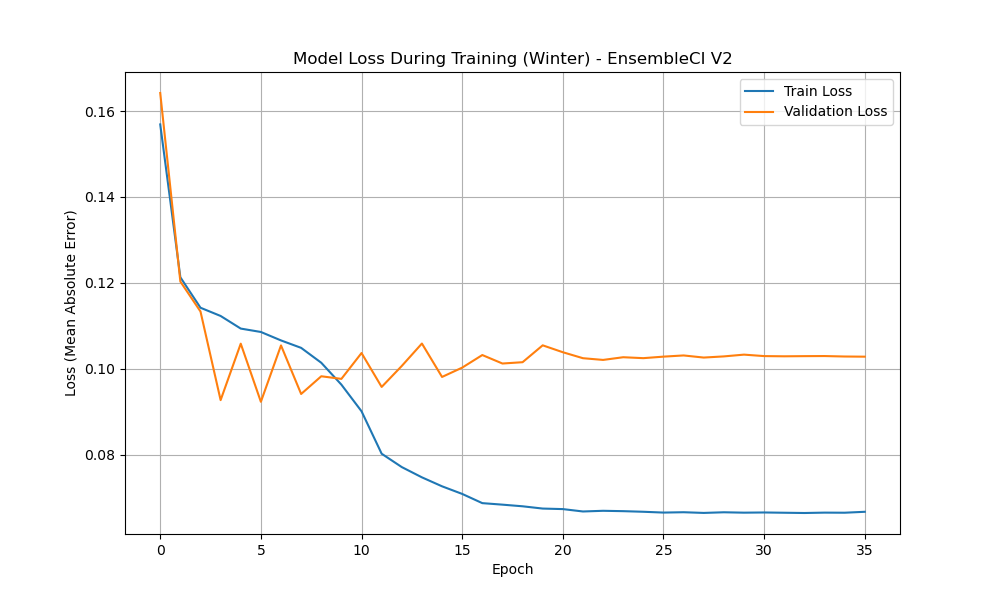 Model Loss During Training (Winter) - EnsembleCI V2
Train Loss
Validation Loss
Loss (Mean Absolute Error)
0.16
0.14
0.12
0.10
0.08
0 5 10 15 20 25 30 35
Epoch